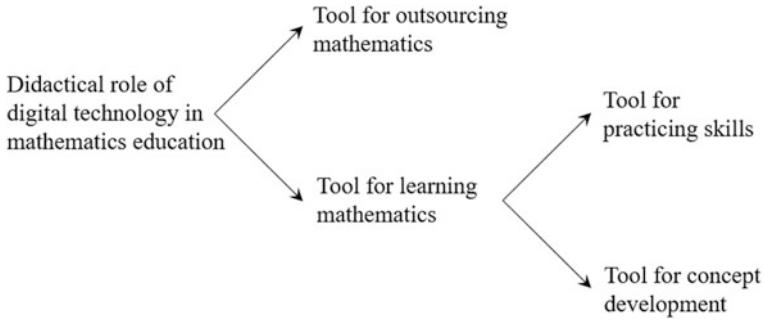 Tool for outsourcing
mathematics
Didactical role of
digital technology in
mathematics education
Tool for
practicing skills
Tool for learning
mathematics
Tool for concept
development